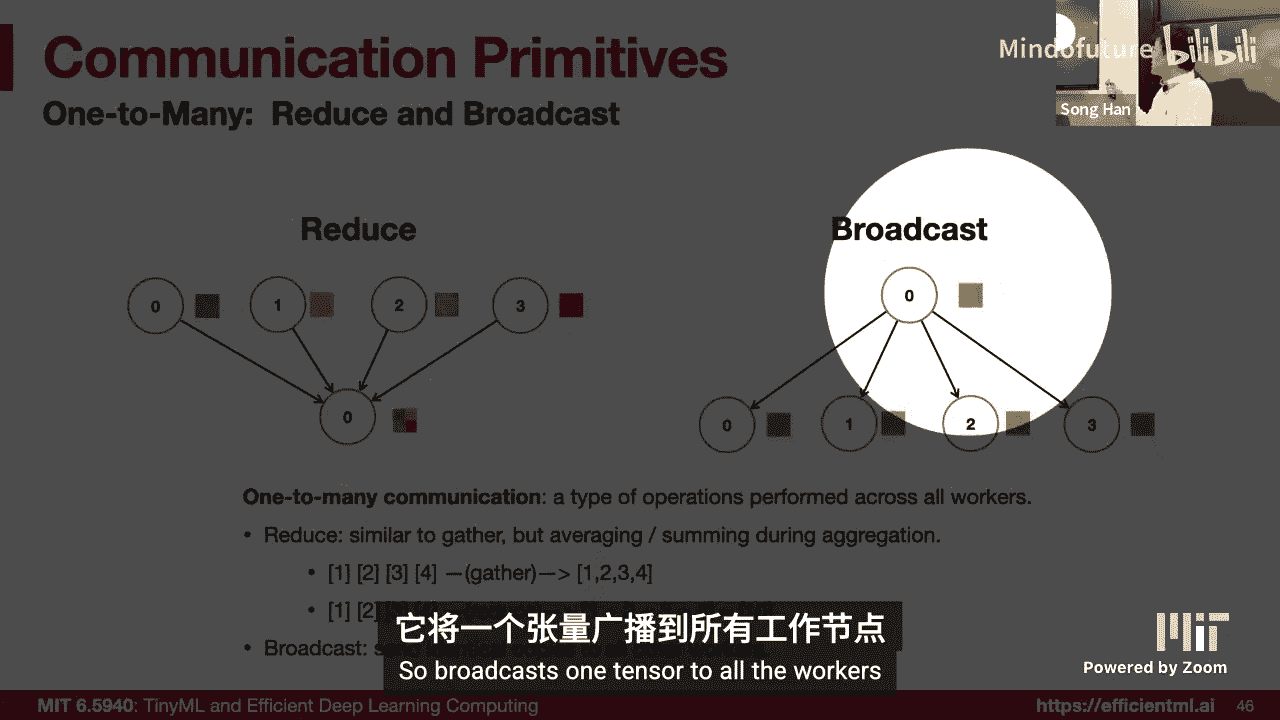 Communication Primitives
Mindofuture bilibili
One-to-Many: Reduce and Broadcast
Song Han
Reduce
Broadcast
0 1 2 3
0
0
0 1 2 3
One-to-many communication: a type of operations performed across all workers.
• Reduce: similar to gather, but averaging / summing during aggregation.
• [1] [2] [3] [4] —(gather)—> [1,2,3,4]
• [1] [2]
• Broadcast: s
它将一个张量广播到所有工作节点
So broadcasts one tensor to all the workers
MIT
Powered by Zoom
MIT 6.5940: TinyML and Efficient Deep Learning Computing
https://efficientml.ai
46